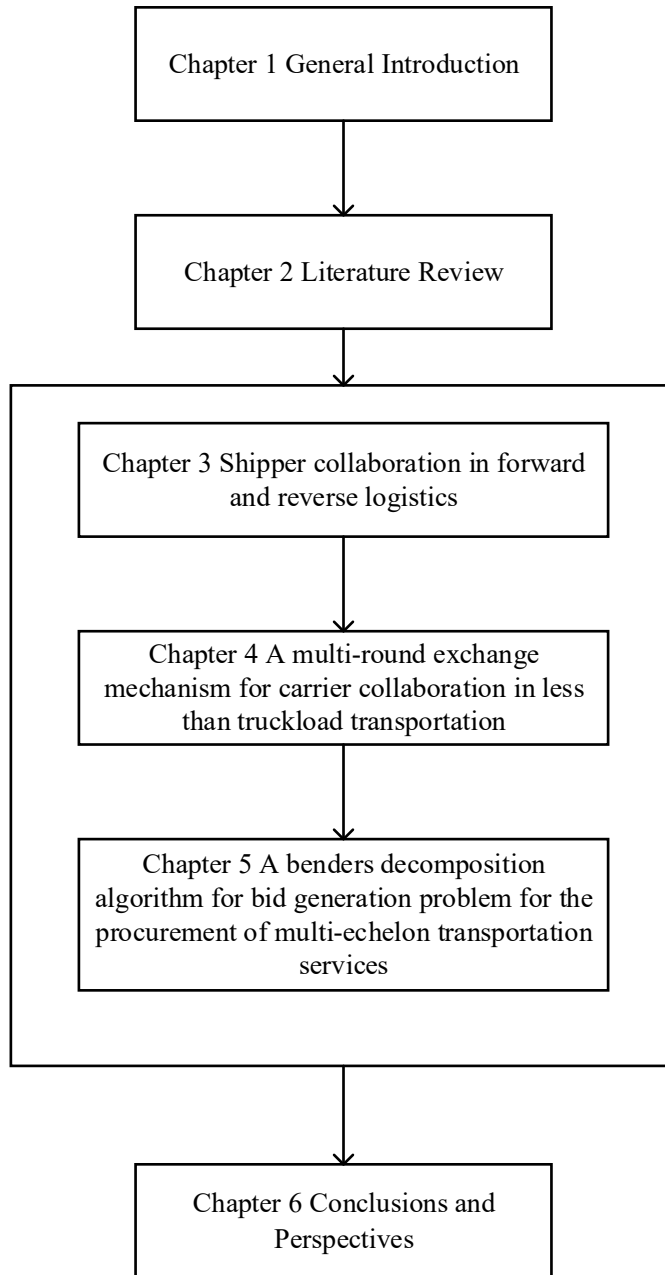 Chapter 1 General Introduction
Chapter 2 Literature Review
Chapter 3 Shipper collaboration in forward
and reverse logistics
Chapter 4 A multi-round exchange
mechanism for carrier collaboration in less
than truckload transportation
Chapter 5 A benders decomposition
algorithm for bid generation problem for the
procurement of multi-echelon transportation
services
Chapter 6 Conclusions and
Perspectives